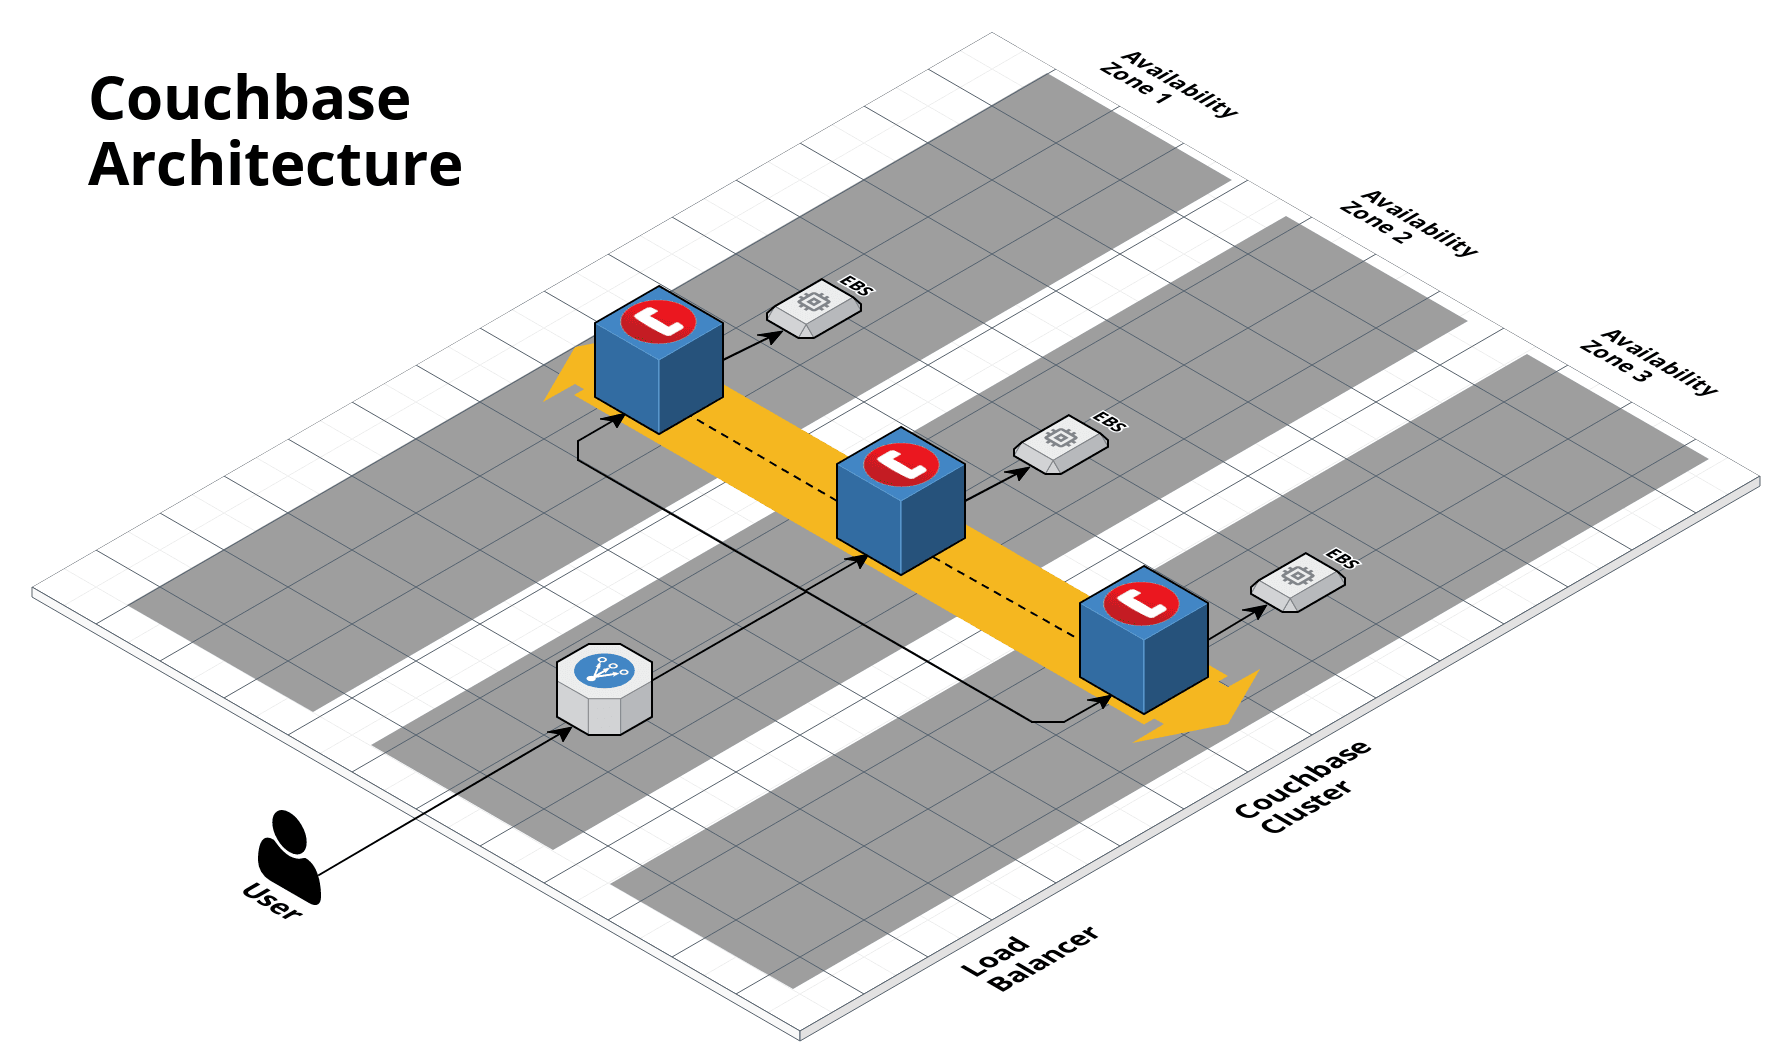 Couchbase
Architecture
Availability
Zone 1
Availability
Zone 2
Availability
Zone 3
EBS
EBS
EBS
User
Couchbase
Cluster
Load
Balancer